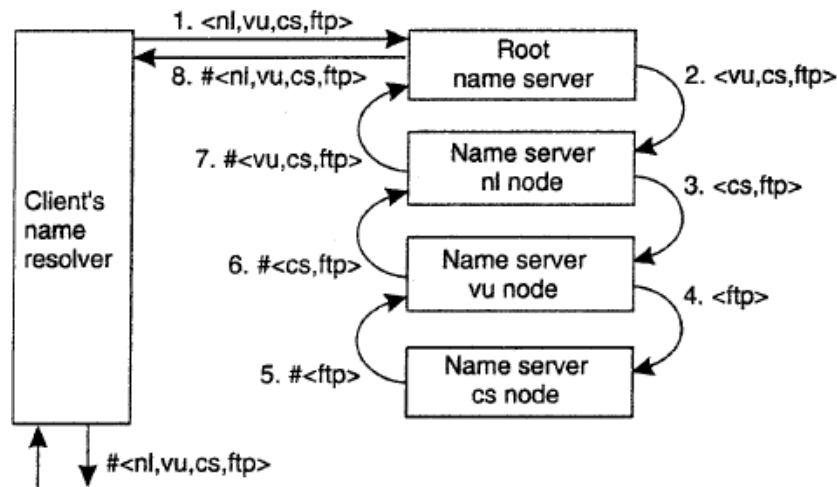 1. <nl,vu,cs,ftp>
8. #<nl,vu,cs,ftp>
Root
name server
2. <vu,cs,ftp>
7. #<vu,cs,ftp>
Name server
nl node
3. <cs,ftp>
Client's
name
resolver
6. #<cs,ftp>
Name server
vu node
4. <ftp>
5. #<ftp>
Name server
cs node
#<nl,vu,cs,ftp>